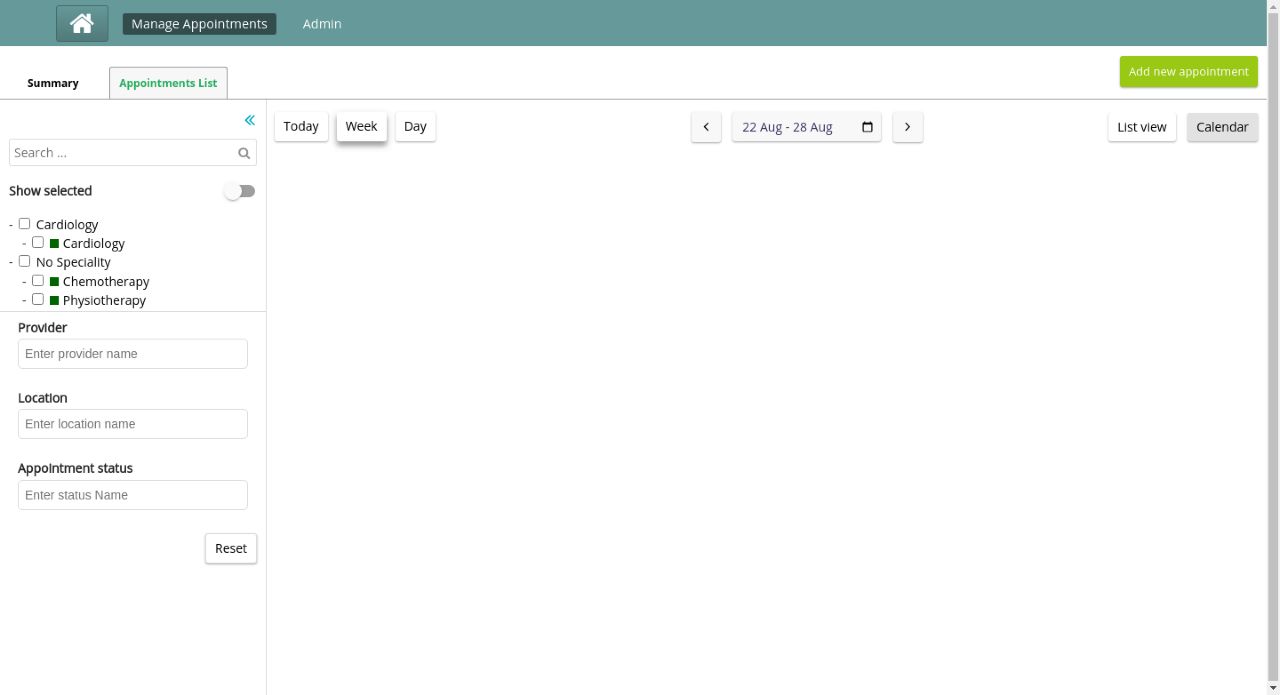 Manage Appointments Admin
Summary Appointments List Add new appointment
Today Week Day 22 Aug - 28 Aug List view Calendar
Search ...
Show selected
- Cardiology
- Cardiology
- No Speciality
- Chemotherapy
- Physiotherapy
Provider
Enter provider name
Location
Enter location name
Appointment status
Enter status Name
Reset